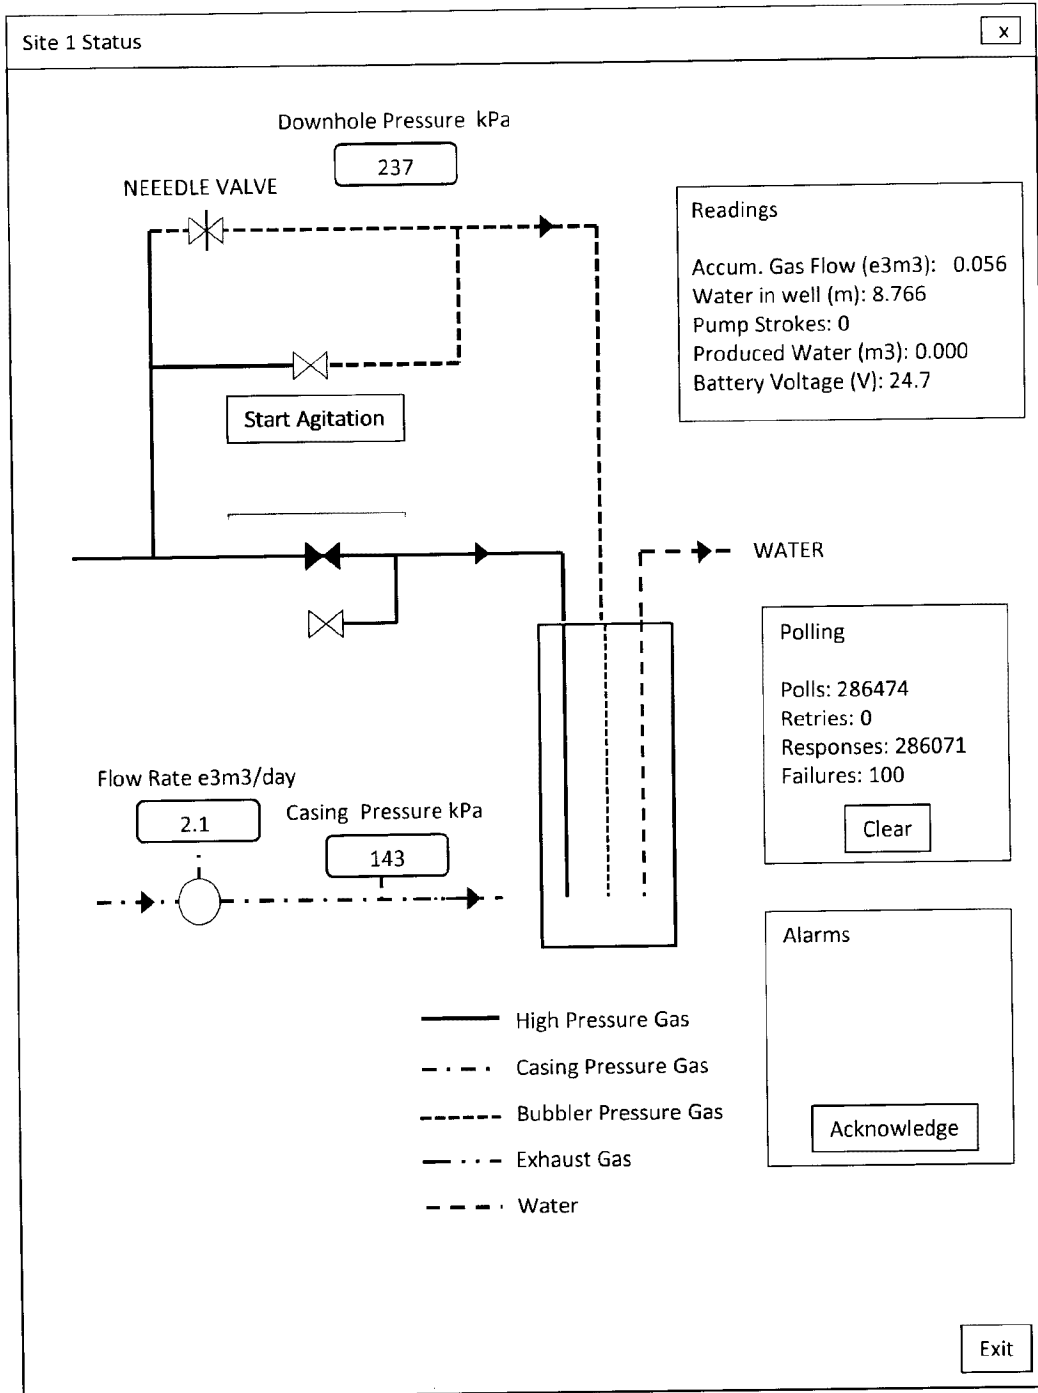 Site 1 Status
x
Downhole Pressure kPa
237
NEEEDLE VALVE
Readings
Accum. Gas Flow (e3m3): 0.056
Water in well (m): 8.766
Pump Strokes: 0
Produced Water (m3): 0.000
Battery Voltage (V): 24.7
Start Agitation
WATER
Polling
Polls: 286474
Retries: 0
Responses: 286071
Failures: 100
Clear
Flow Rate e3m3/day
2.1
Casing Pressure kPa
143
Alarms
Acknowledge
High Pressure Gas
Casing Pressure Gas
Bubbler Pressure Gas
Exhaust Gas
Water
Exit